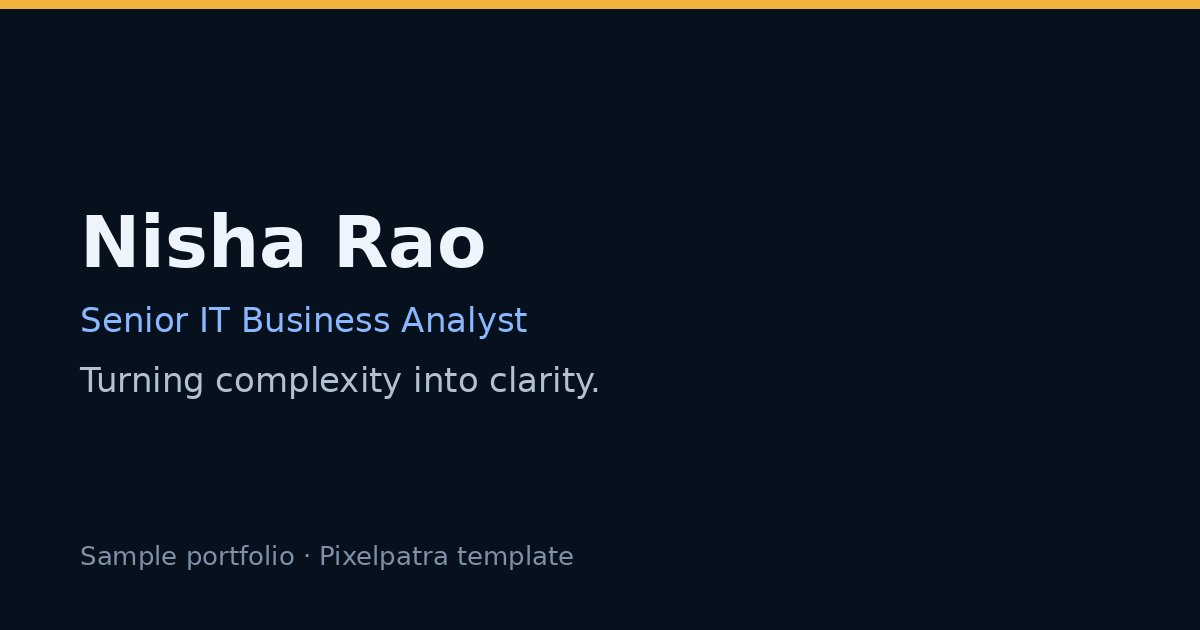 Nisha Rao
Senior IT Business Analyst
Turning complexity into clarity.
Sample portfolio · Pixelpatra template